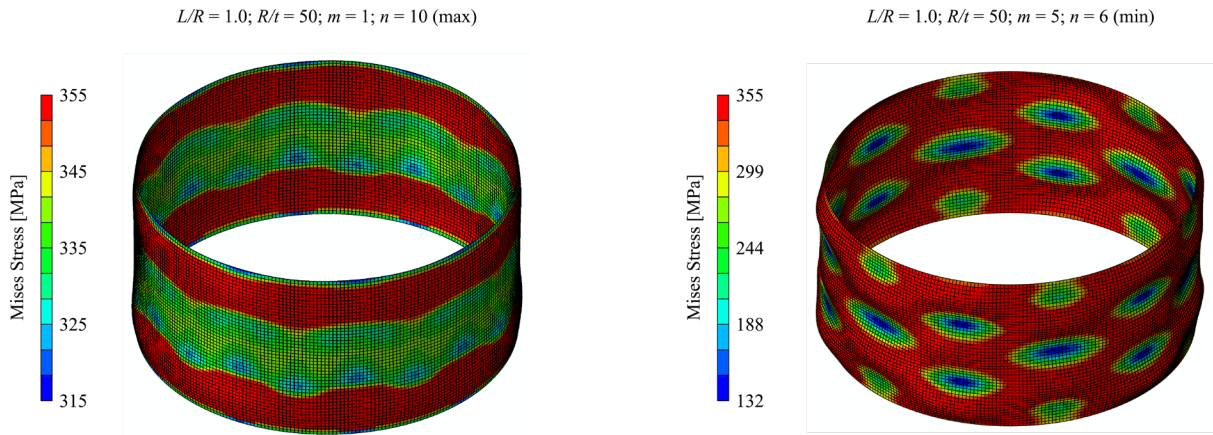 L/R = 1.0; R/t = 50, m = 1; n = 10 (max)
L/R = 1.0; R/t = 50, m = 5; n = 6 (min)
Mises Stress [MPa]
355
345
335
325
315
Mises Stress [MPa]
355
299
244
188
132